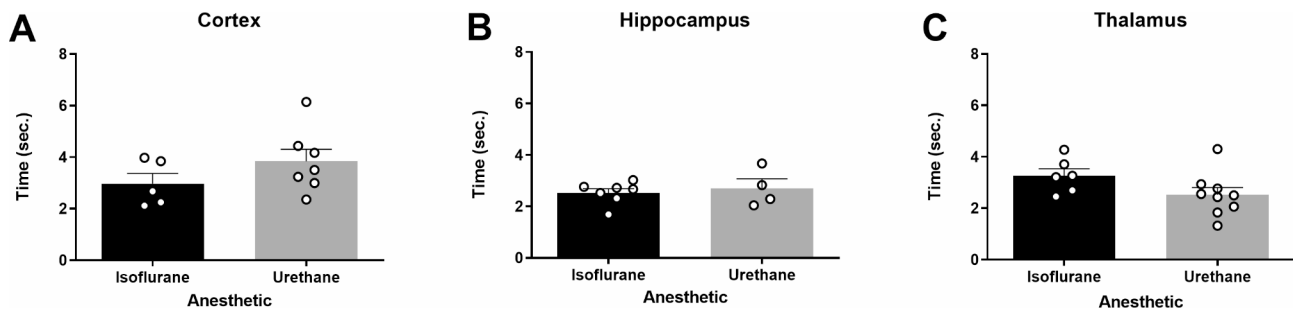 A
Cortex
8
6
4
2
0
Time (sec.)
Isoflurane
Urethane
Anesthetic
B
Hippocampus
8
6
4
2
0
Time (sec.)
Isoflurane
Urethane
Anesthetic
C
Thalamus
8
6
4
2
0
Time (sec.)
Isoflurane
Urethane
Anesthetic